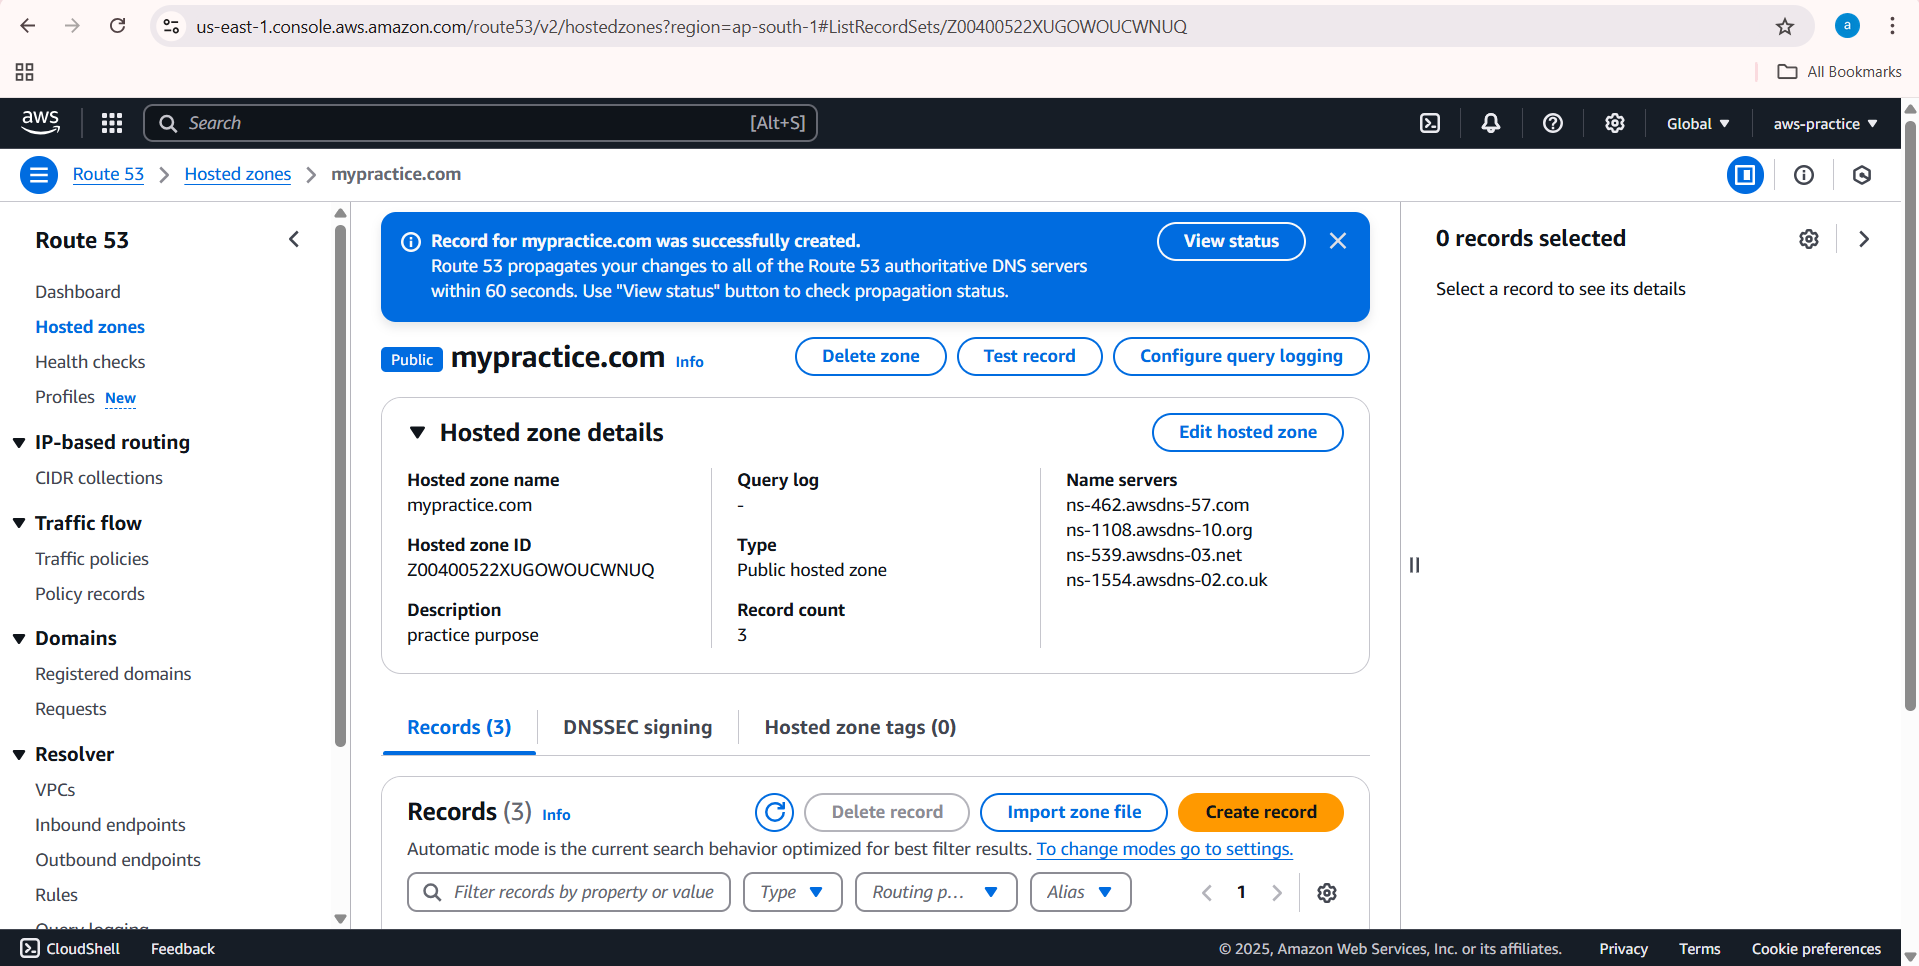 us-east-1.console.aws.amazon.com/route53/v2/hostedzones?region=ap-south-1#ListRecordSets/Z00400522XUGOWOUCWNUQ
a
All Bookmarks
aws
Search
[Alt+S]
Global
aws-practice
Route 53
Hosted zones
mypractice.com
Route 53
Dashboard
Hosted zones
Health checks
Profiles New
IP-based routing
CIDR collections
Traffic flow
Traffic policies
Policy records
Domains
Registered domains
Requests
Resolver
VPCs
Inbound endpoints
Outbound endpoints
Rules
Query logging
Record for mypractice.com was successfully created.
Route 53 propagates your changes to all of the Route 53 authoritative DNS servers
within 60 seconds. Use "View status" button to check propagation status.
View status
Public mypractice.com Info
Delete zone
Test record
Configure query logging
Hosted zone details
Edit hosted zone
Hosted zone name
mypractice.com
Hosted zone ID
Z00400522XUGOWOUCWNUQ
Description
practice purpose
Query log
-
Type
Public hosted zone
Record count
3
Name servers
ns-462.awsdns-57.com
ns-1108.awsdns-10.org
ns-539.awsdns-03.net
ns-1554.awsdns-02.co.uk
Records (3)
DNSSEC signing
Hosted zone tags (0)
Records (3) Info
Delete record
Import zone file
Create record
Automatic mode is the current search behavior optimized for best filter results. To change modes go to settings.
Filter records by property or value
Type
Routing p...
Alias
1
0 records selected
Select a record to see its details
CloudShell
Feedback
© 2025, Amazon Web Services, Inc. or its affiliates.
Privacy
Terms
Cookie preferences